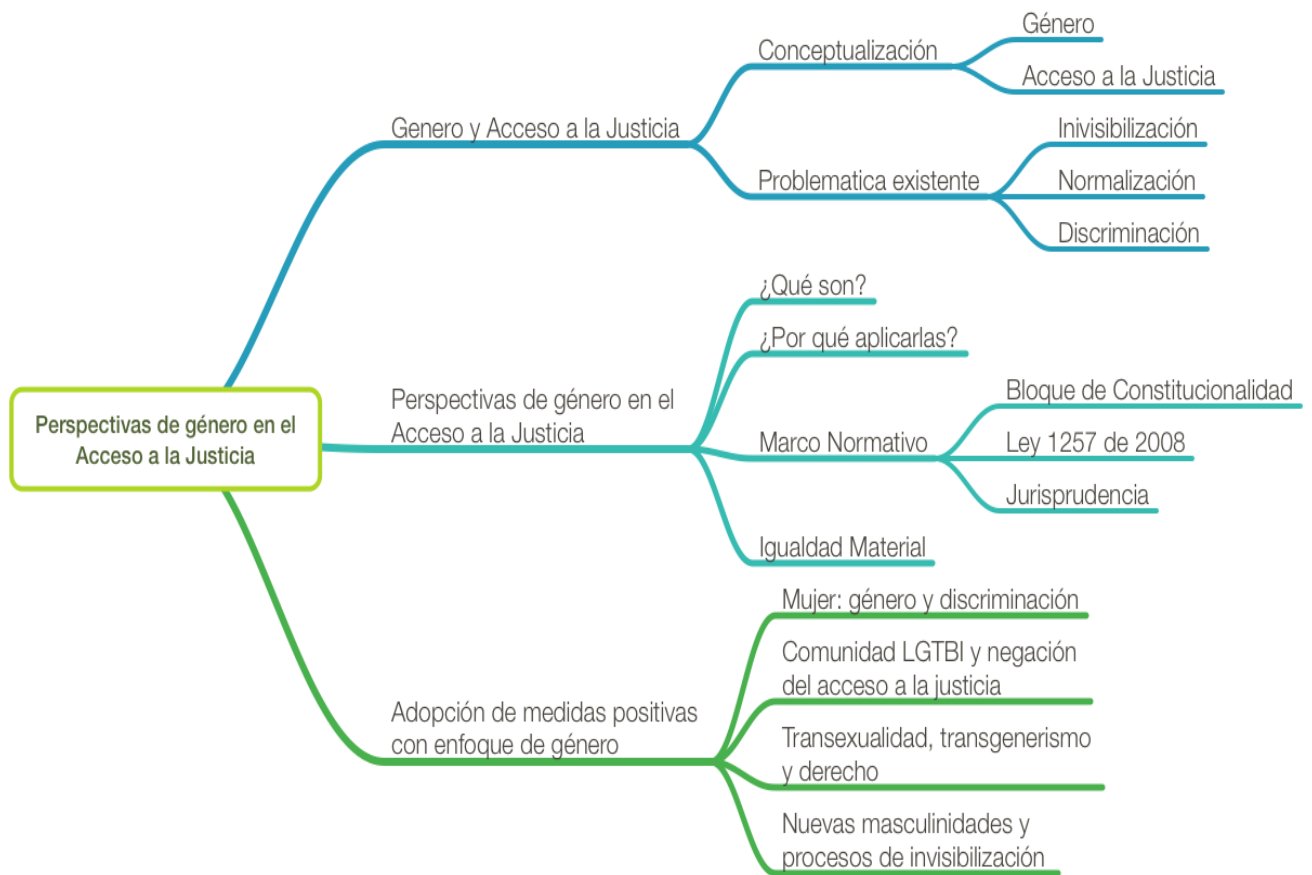 Perspectivas de género en el
Acceso a la Justicia
Genero y Acceso a la Justicia
Conceptualización
Género
Acceso a la Justicia
Problematica existente
Inivisibilización
Normalización
Discriminación
Perspectivas de género en el
Acceso a la Justicia
¿Qué son?
¿Por qué aplicarlas?
Marco Normativo
Bloque de Constitucionalidad
Ley 1257 de 2008
Jurisprudencia
Igualdad Material
Adopción de medidas positivas
con enfoque de género
Mujer: género y discriminación
Comunidad LGTBI y negación
del acceso a la justicia
Transexualidad, transgenerismo
y derecho
Nuevas masculinidades y
procesos de invisibilización